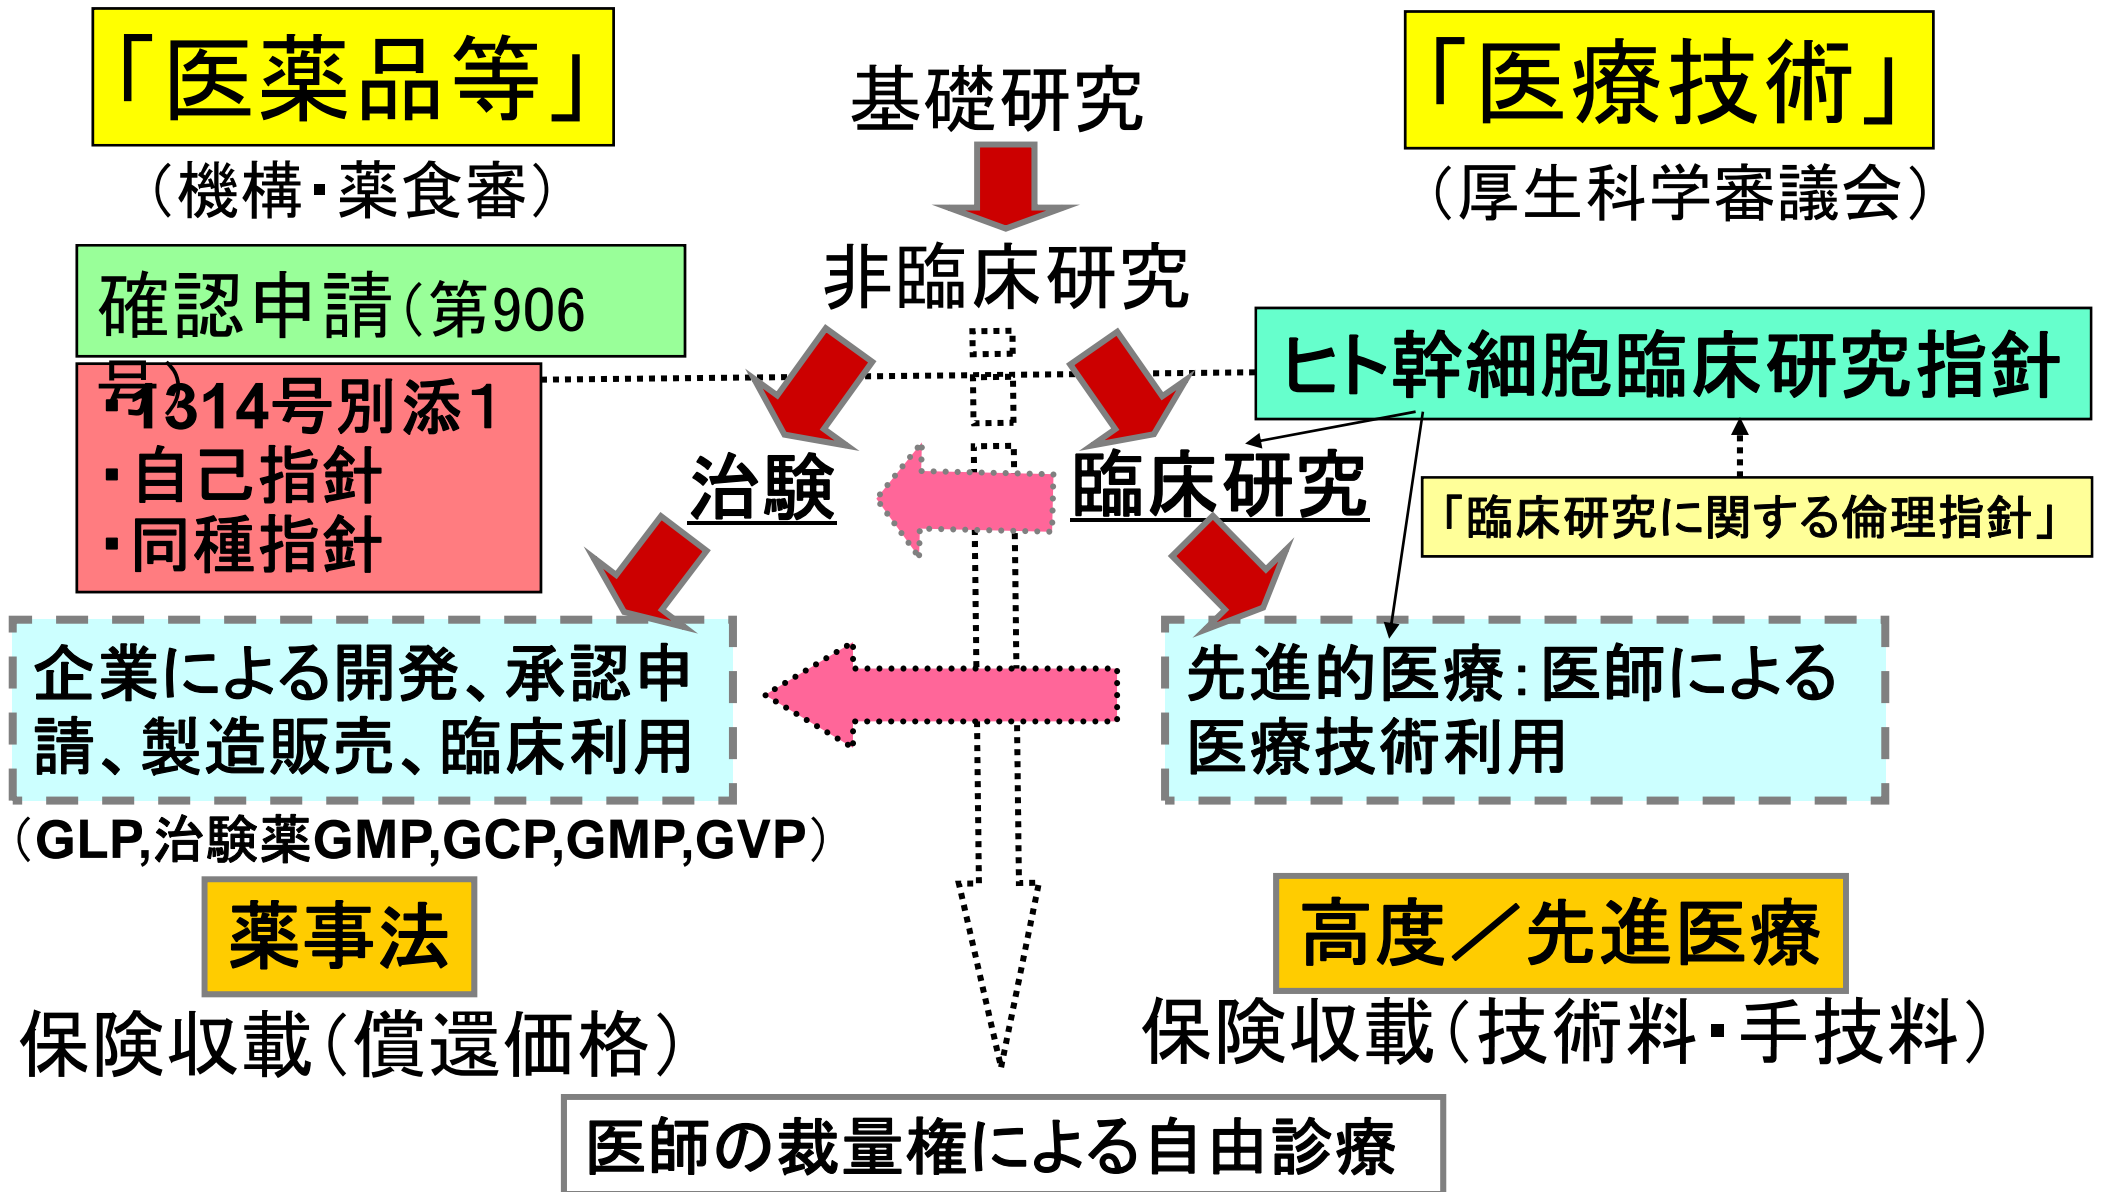 「医薬品等」
（機構・薬食審）
基礎研究
「医療技術」
（厚生科学審議会）
非臨床研究
確認申請（第906
号）
・1314号別添１
・自己指針
・同種指針
ヒト幹細胞臨床研究指針
治験
臨床研究
「臨床研究に関する倫理指針」
企業による開発、承認申
請、製造販売、臨床利用
先進的医療：医師による
医療技術利用
（GLP,治験薬GMP,GCP,GMP,GVP）
薬事法
高度／先進医療
保険収載（償還価格）
保険収載（技術料・手技料）
医師の裁量権による自由診療